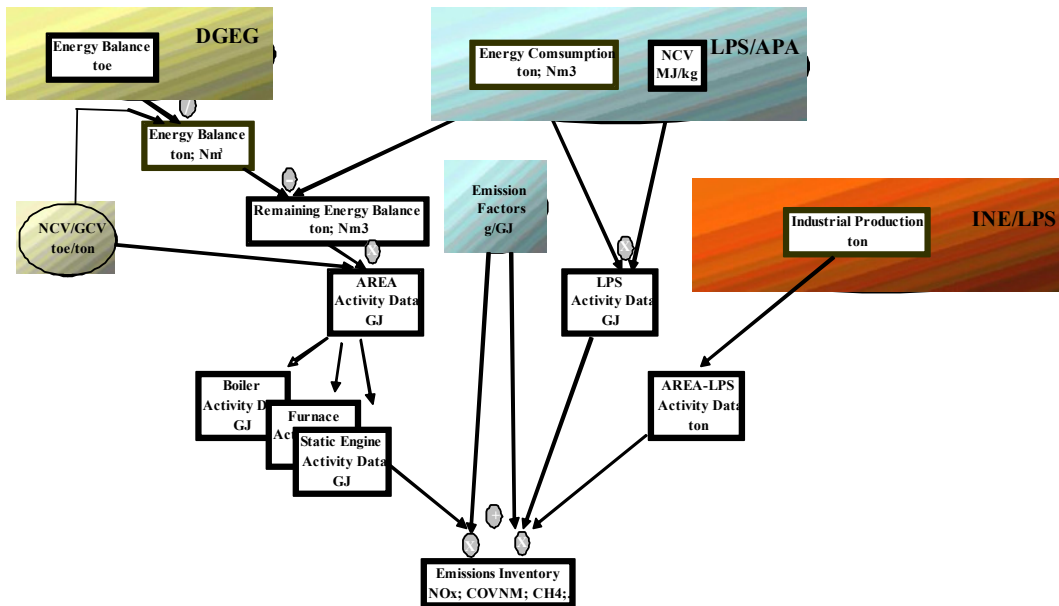 DGEG
Energy Balance
toe
LPS/APA
Energy Comsumption
ton; Nm3
NCV
MJ/kg
/
Energy Balance
ton; Nm³
-
Emission
Factors
g/GJ
NCV/GCV
toe/ton
Remaining Energy Balance
ton; Nm3
INE/LPS
Industrial Production
ton
X
X
AREA
Activity Data
GJ
LPS
Activity Data
GJ
Boiler
Activity D
GJ
Furnace
Ac
AREA-LPS
Activity Data
ton
Static Engine
Activity Data
GJ
+
X
X
Emissions Inventory
NOx; COVNM; CH4;.